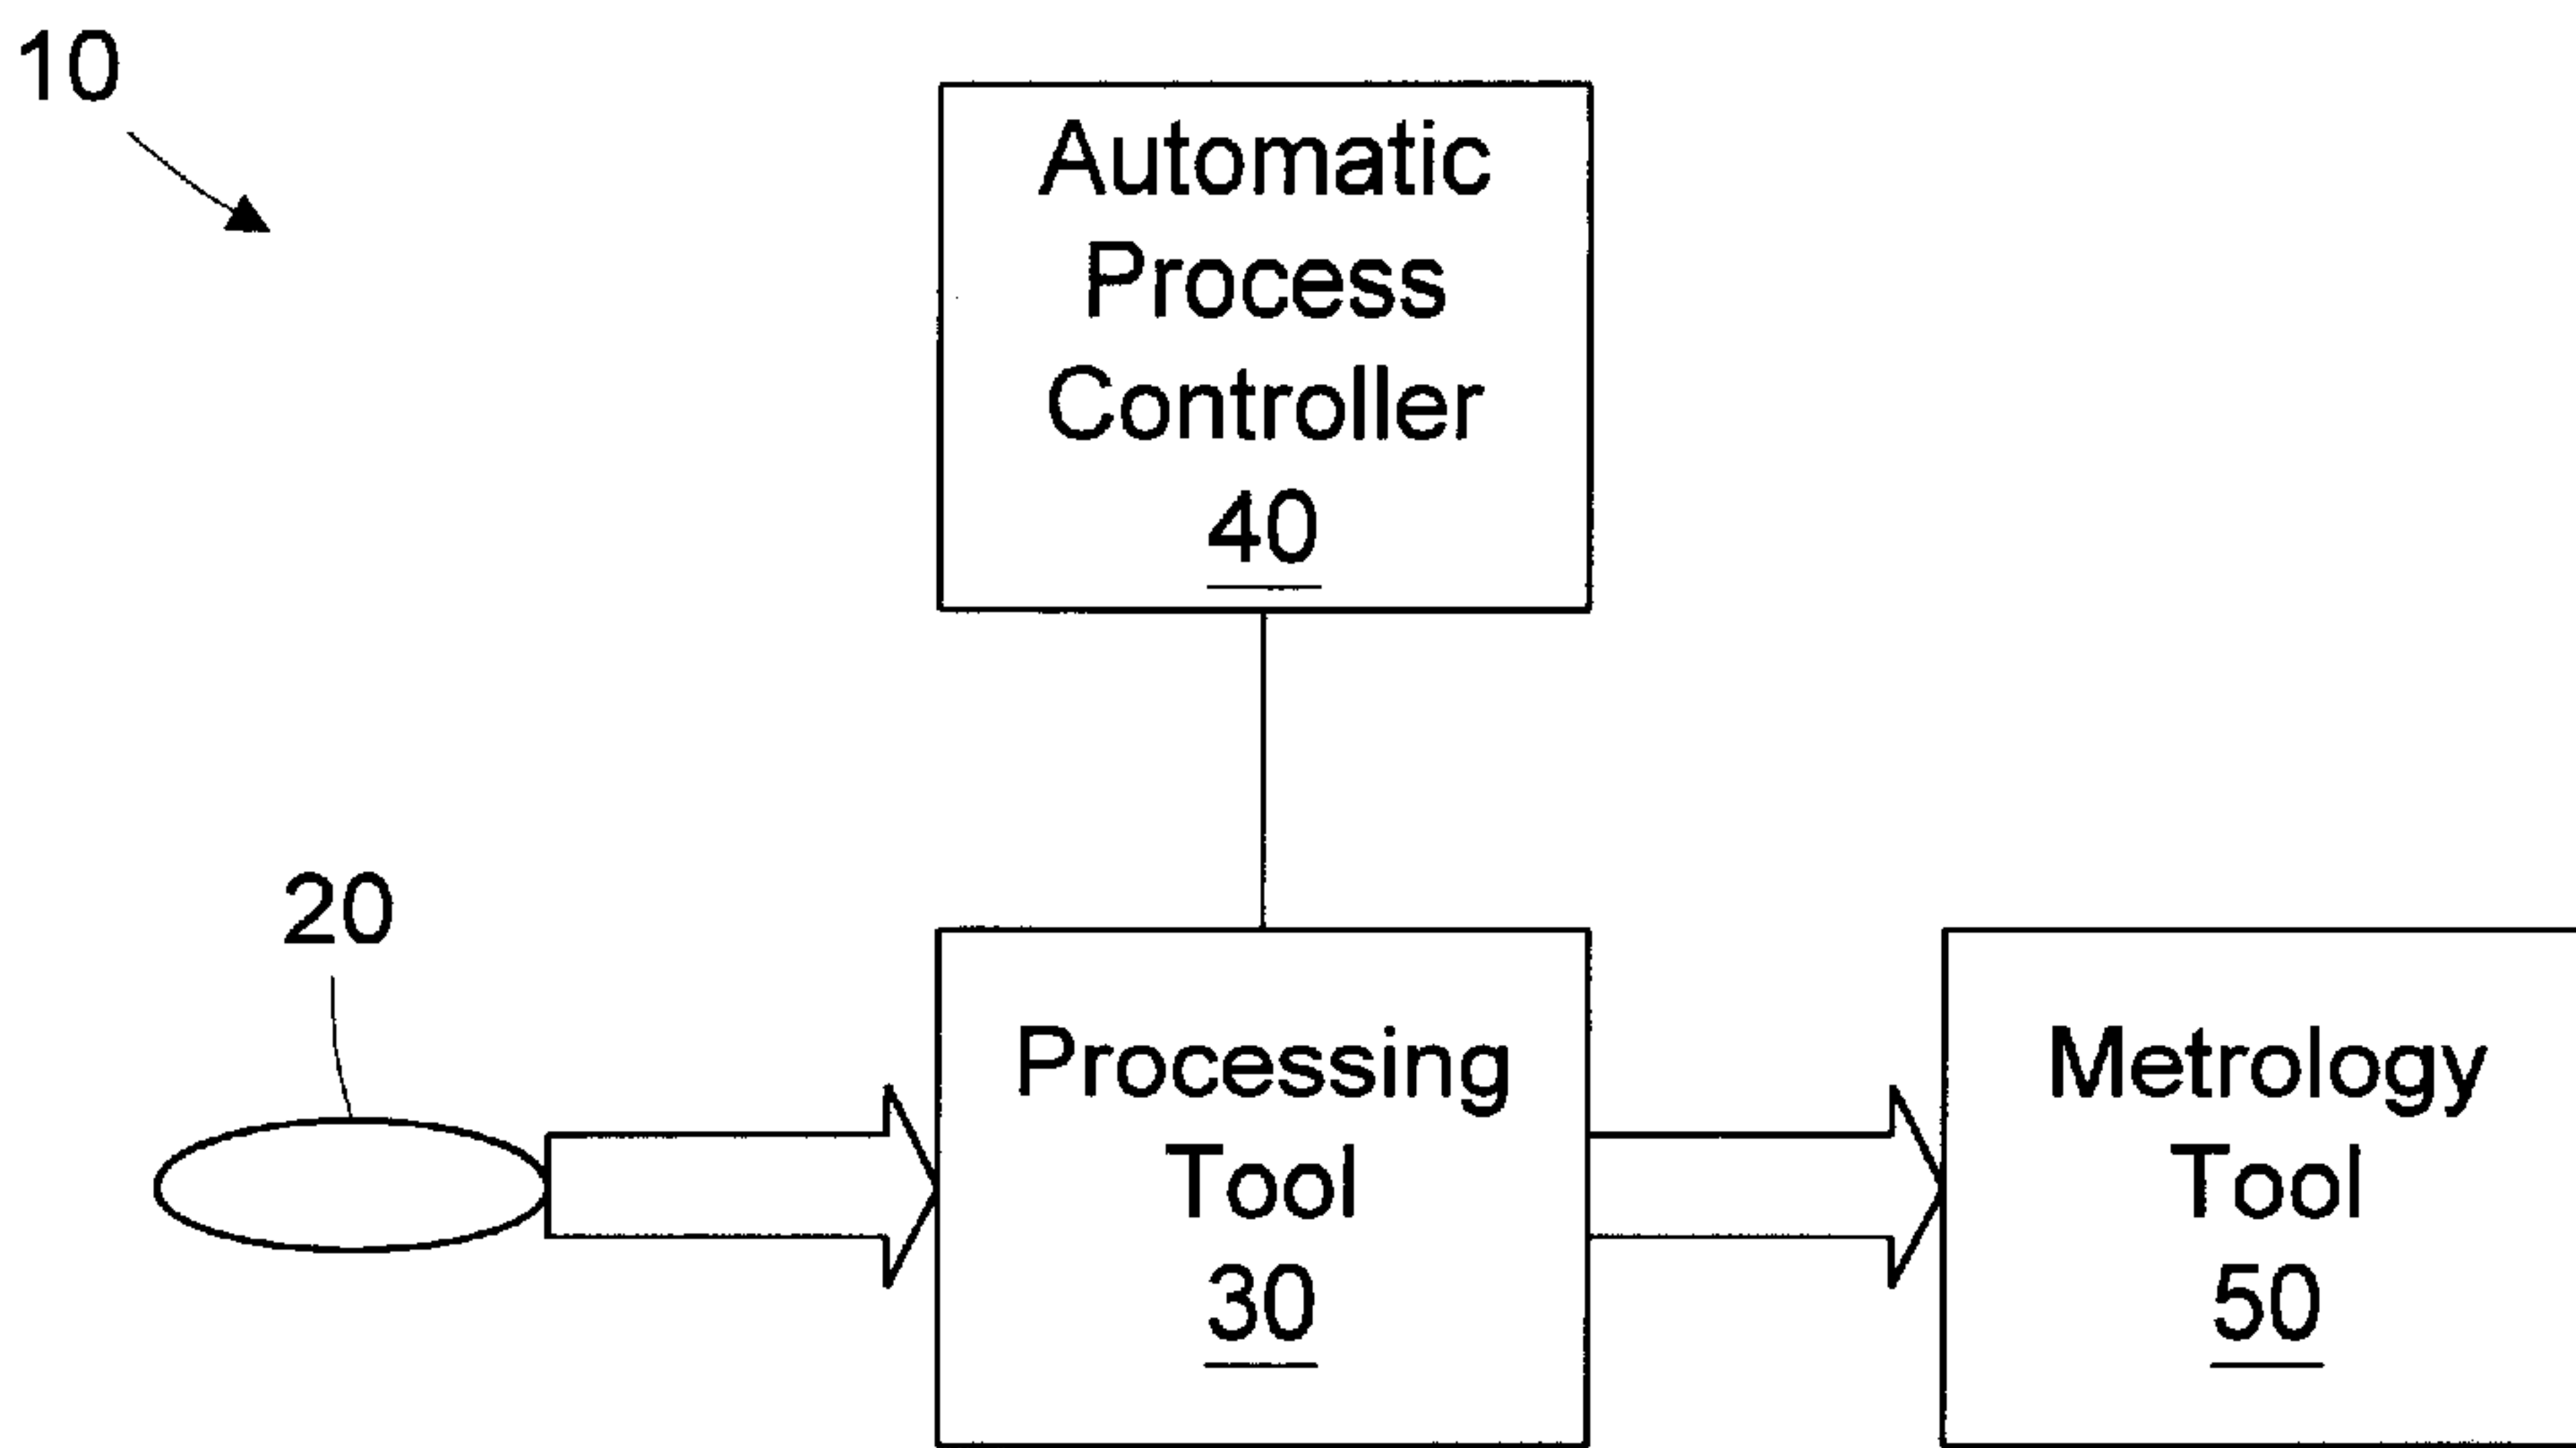 10
Automatic
Process
Controller
40
20
Processing
Tool
30
Metrology
Tool
50